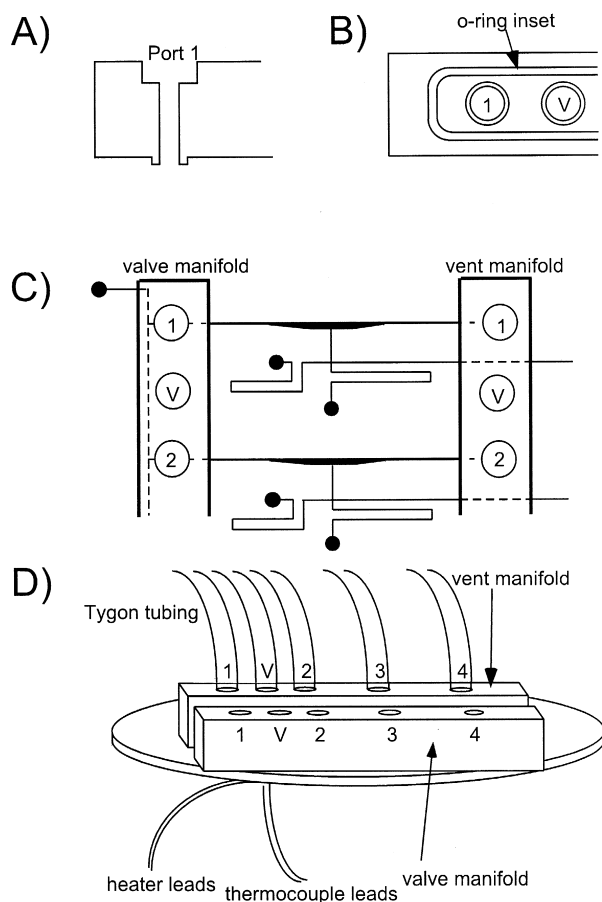 A)
Port 1
B)
o-ring inset
1 V
C)
valve manifold
vent manifold
1 1
V V
2 2
D)
vent manifold
Tygon tubing
1 V 2 3 4
1 V 2 3 4
heater leads
thermocouple leads
valve manifold